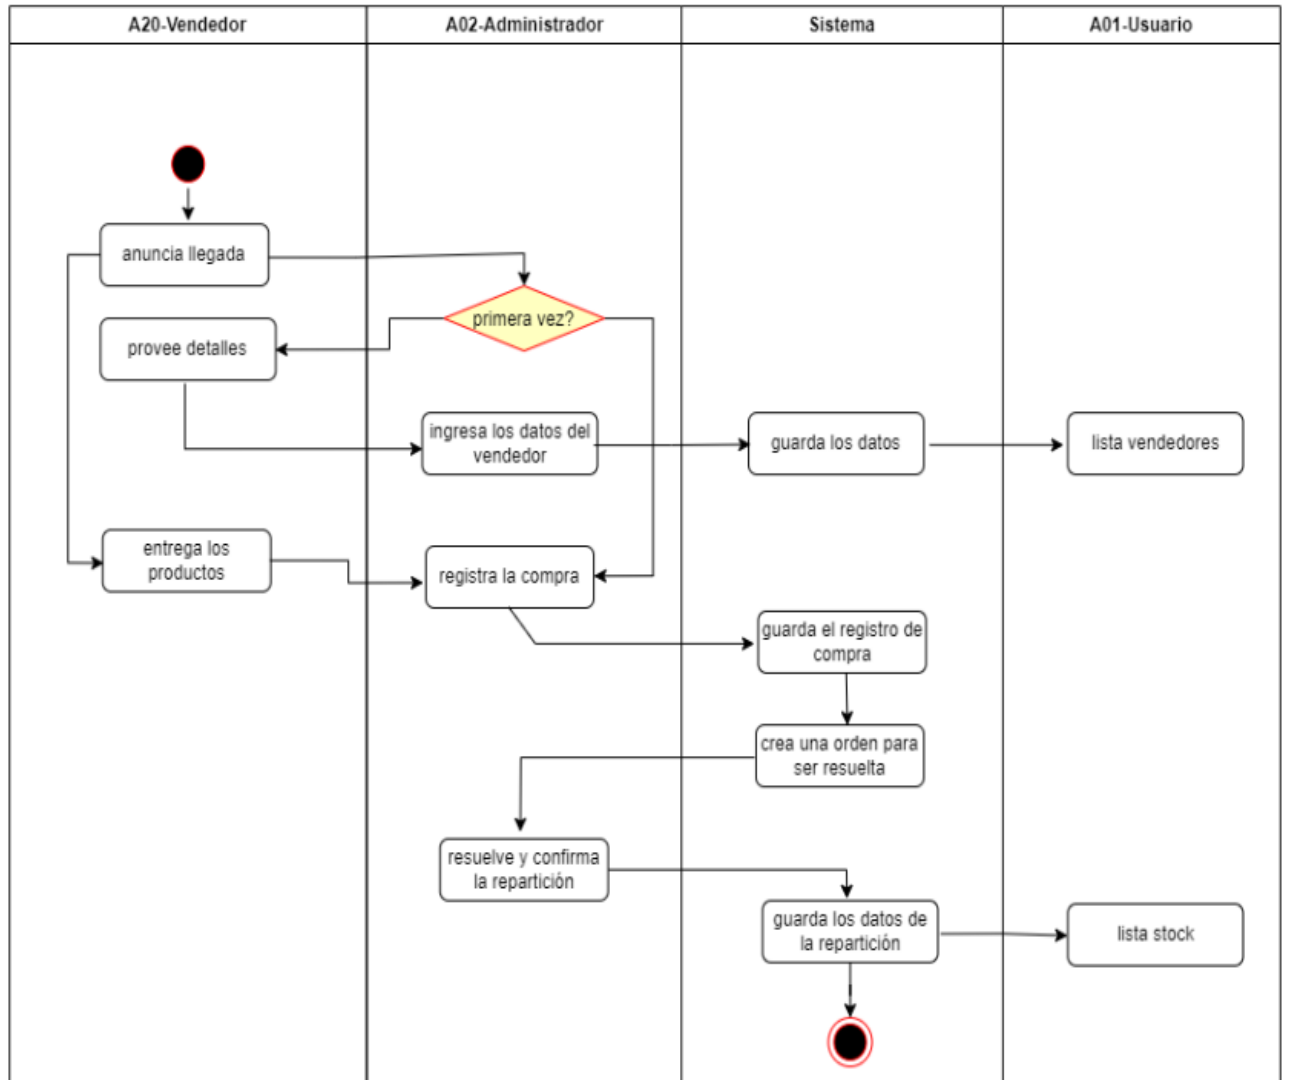 A20-Vendedor
A02-Administrador
Sistema
A01-Usuario
anuncia llegada
primera vez?
provee detalles
ingresa los datos del
vendedor
guarda los datos
lista vendedores
entrega los
productos
registra la compra
guarda el registro de
compra
crea una orden para
ser resuelta
resuelve y confirma
la repartición
guarda los datos de
la repartición
lista stock